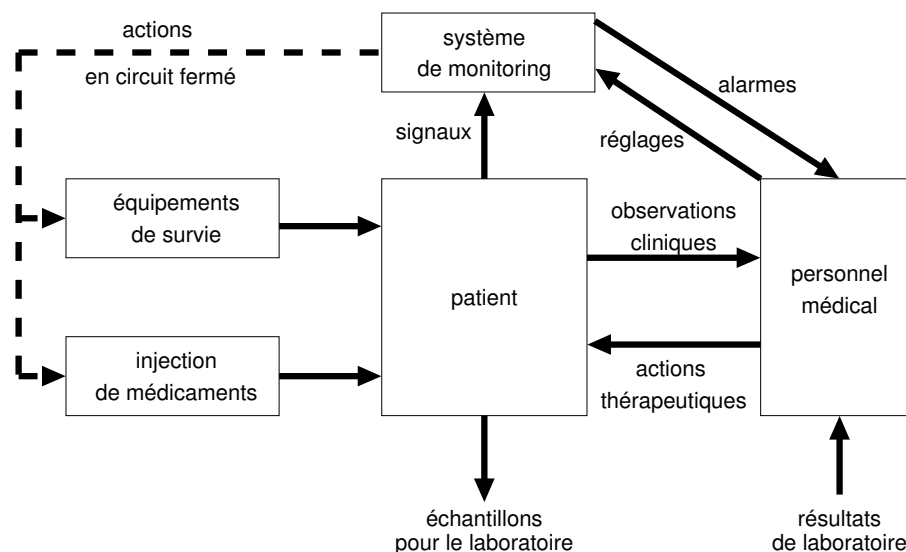 actions
en circuit fermé
système
de monitoring
alarmes
signaux
réglages
équipements
de survie
observations
cliniques
patient
personnel
médical
injection
de médicaments
actions
thérapeutiques
échantillons
pour le laboratoire
résultats
de laboratoire